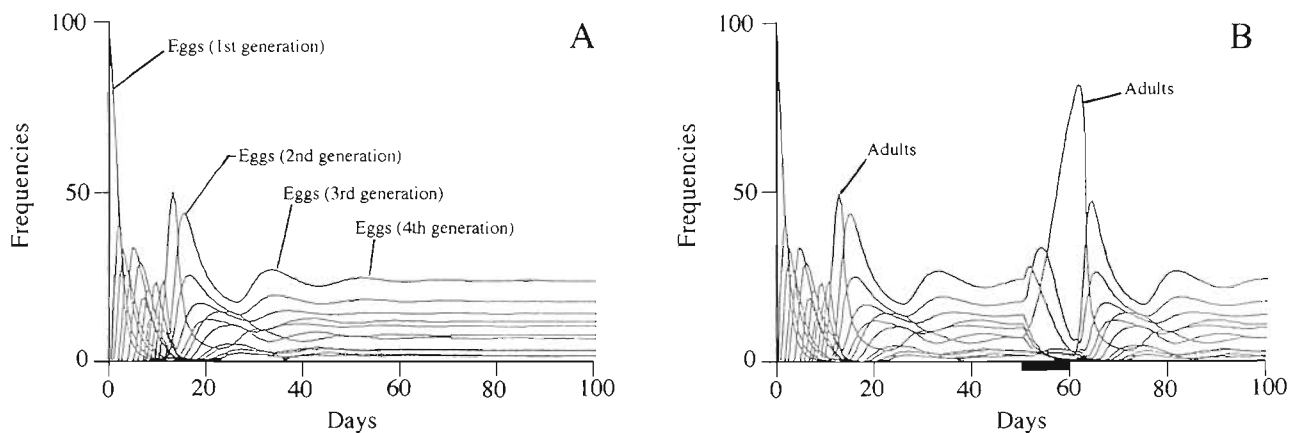 A
100
50
0
Frequencies
Eggs (1st generation)
Eggs (2nd generation)
Eggs (3rd generation)
Eggs (4th generation)
0 20 40 60 80 100
Days
B
100
50
0
Frequencies
Adults
Adults
0 20 40 60 80 100
Days